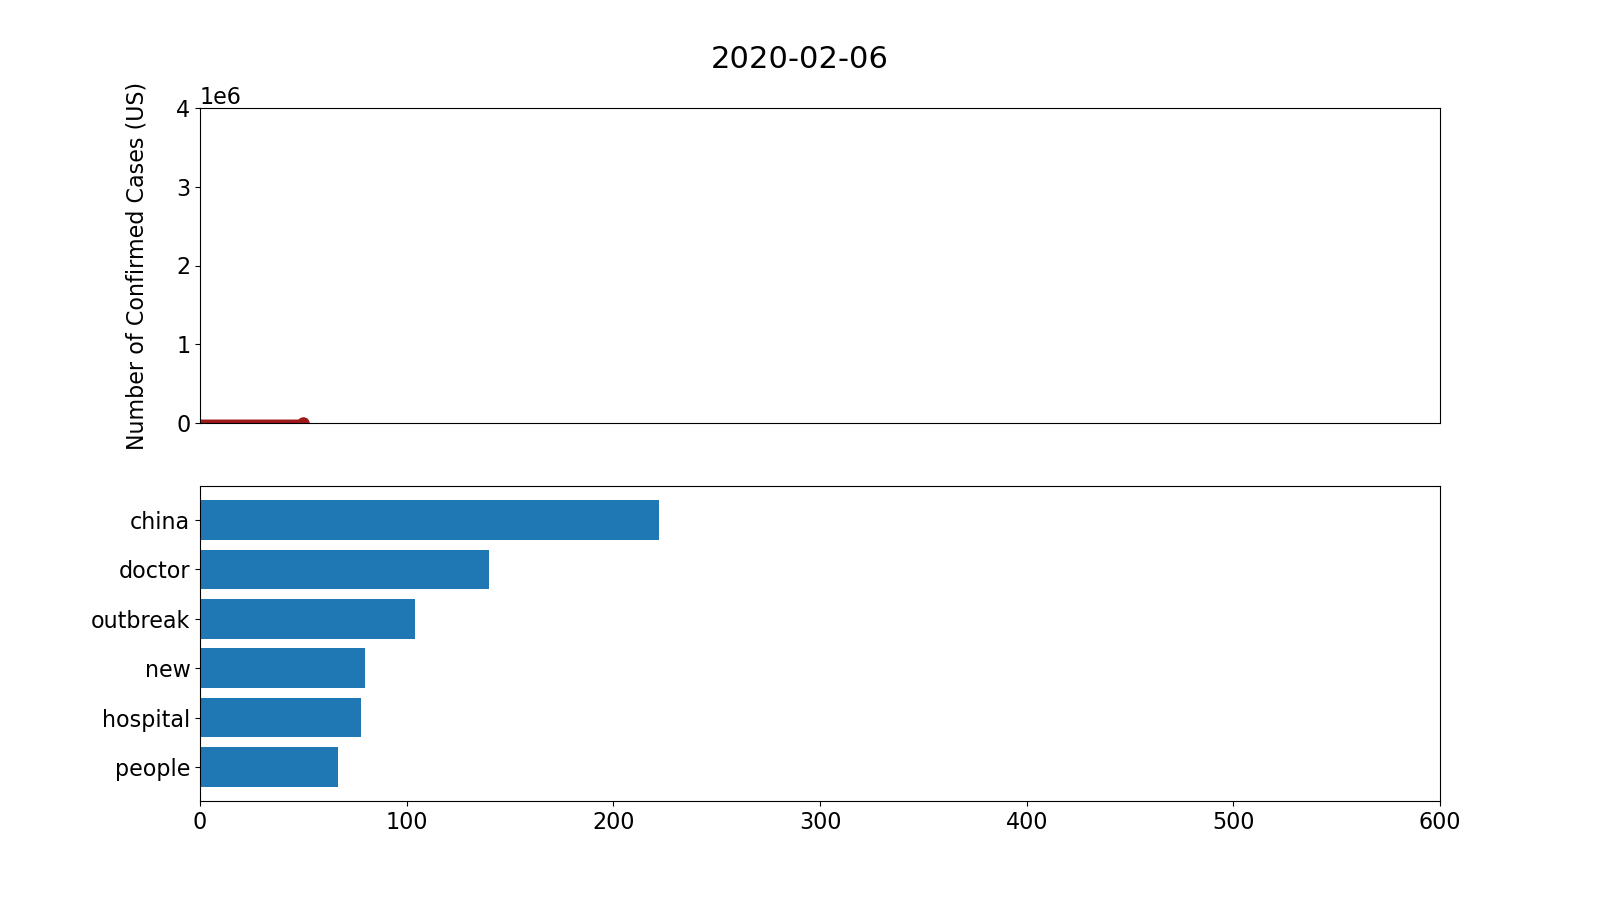 2020-02-06
1e6
Number of Confirmed Cases (US)
4
3
2
1
0
china
doctor
outbreak
new
hospital
people
0 100 200 300 400 500 600